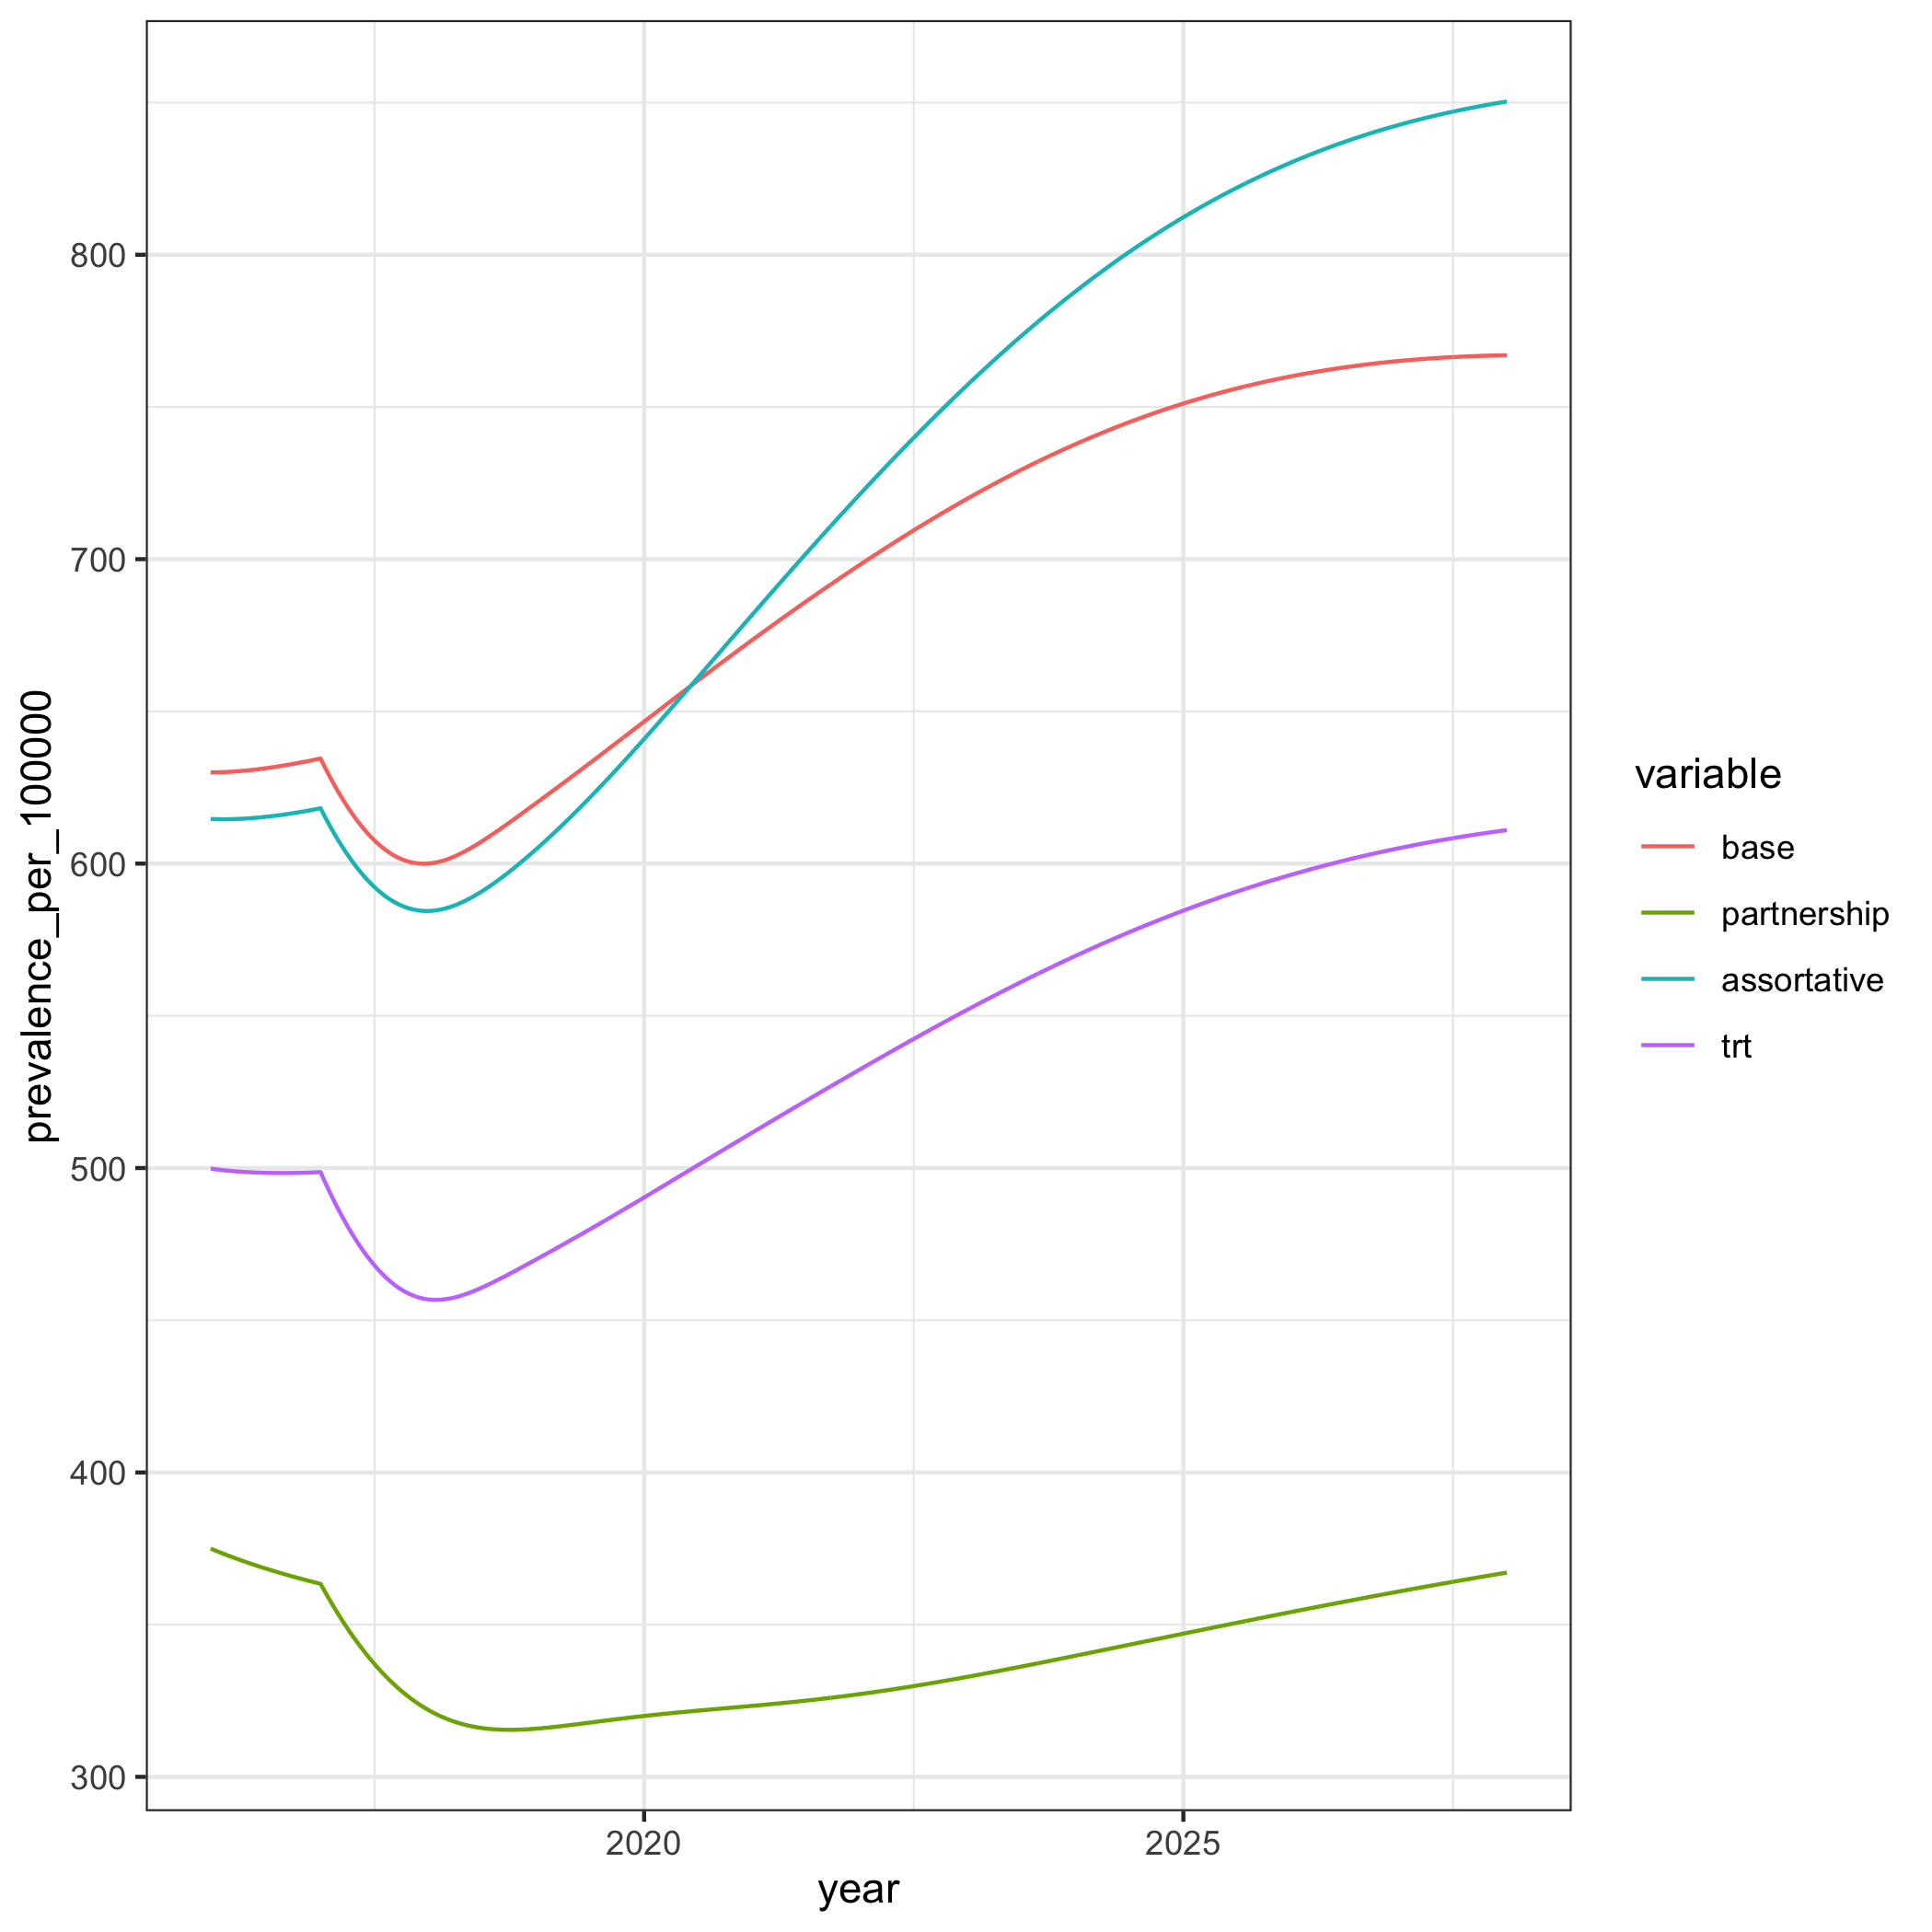 prevalence_per_100000
800
700
600
500
400
300
2020
2025
year
variable
base
partnership
assortative
trt